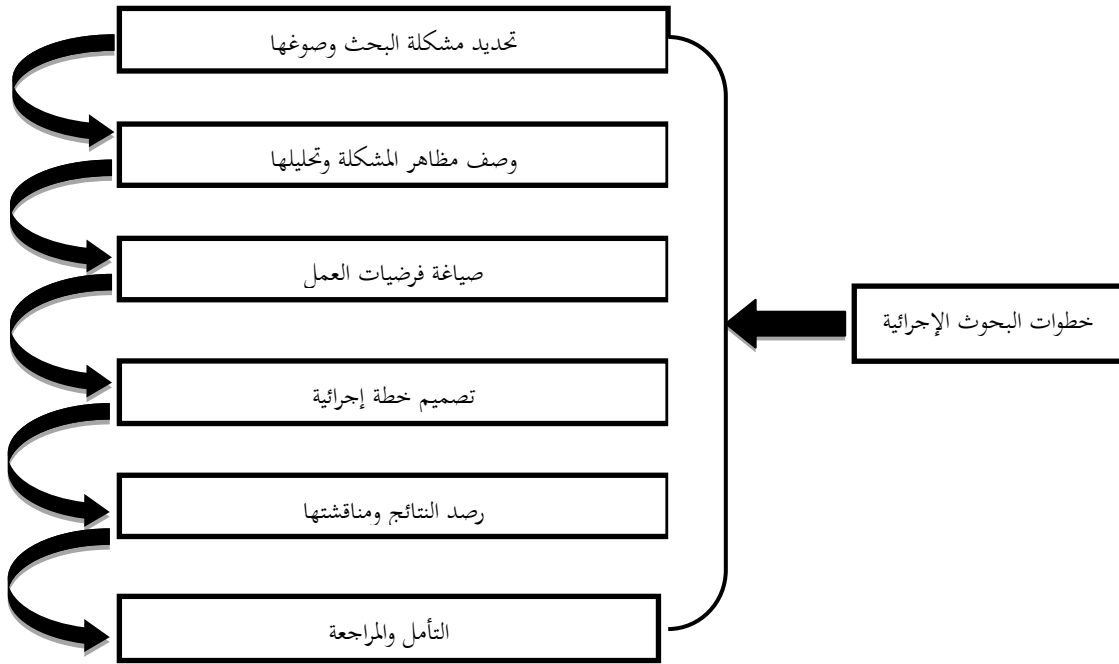 خطوات البحوث الإجرائية
تحديد مشكلة البحث وصوغها
وصف مظاهر المشكلة وتحليلها
صياغة فرضيات العمل
تصميم خطة إجرائية
رصد النتائج ومناقشتها
التأمل والمراجعة